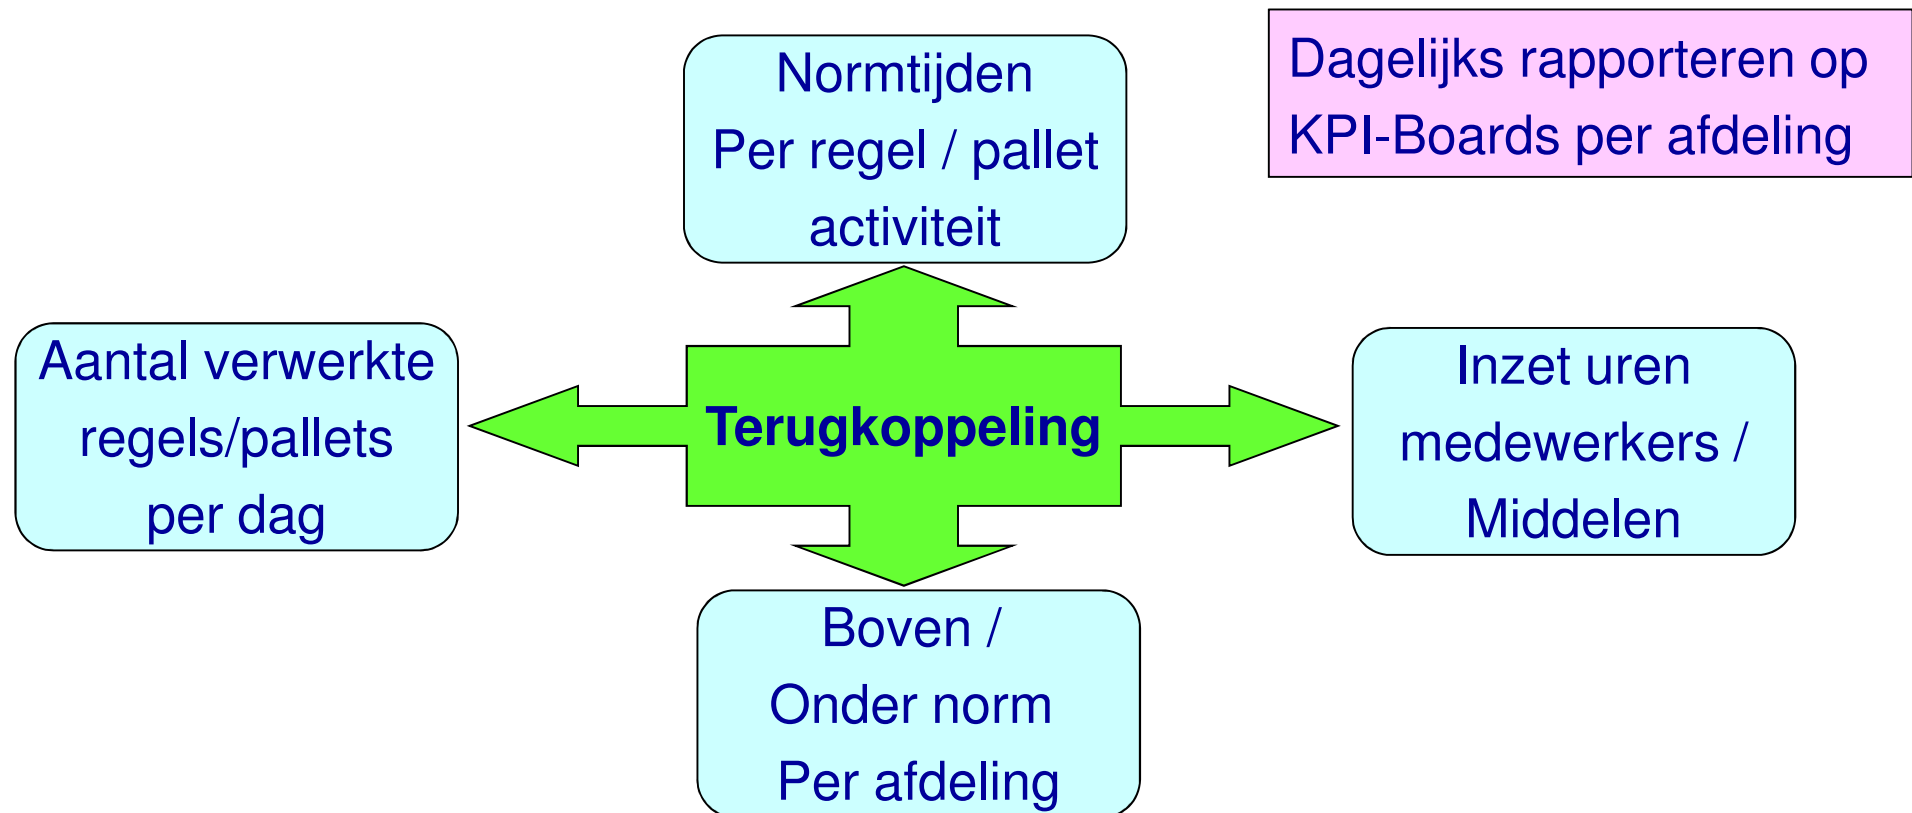 Normtijden
Per regel / pallet
activiteit
Dagelijks rapporteren op
KPI-Boards per afdeling
Aantal verwerkte
regels/pallets
per dag
Terugkoppeling
Inzet uren
medewerkers /
Middelen
Boven /
Onder norm
Per afdeling